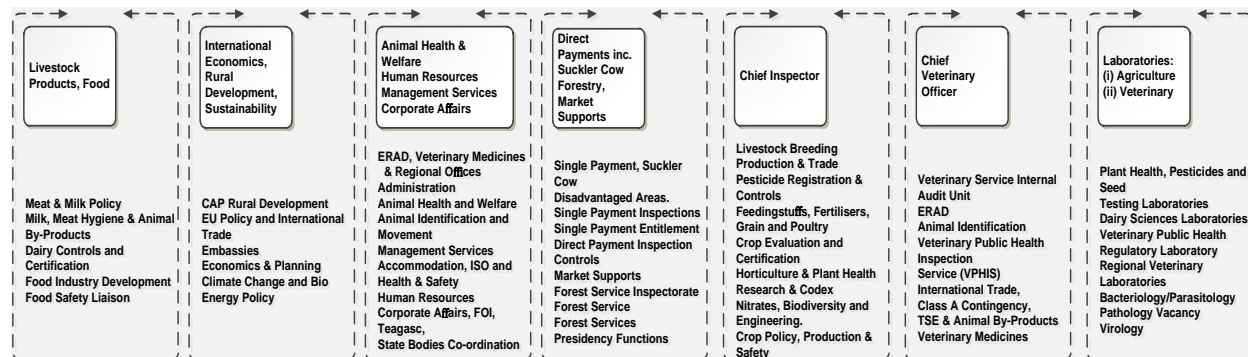 Livestock
Products, Food
Meat & Milk Policy
Milk, Meat Hygiene & Animal
By-Products
Dairy Controls and
Certification
Food Industry Development
Food Safety Liaison
International
Economics,
Rural
Development,
Sustainability
CAP Rural Development
EU Policy and International
Trade
Embassies
Economics & Planning
Climate Change and Bio
Energy Policy
Animal Health &
Welfare
Human Resources
Management Services
Corporate Affairs
ERAD, Veterinary Medicines
& Regional Offices
Administration
Animal Health and Welfare
Animal Identification and
Movement
Management Services
Accommodation, ISO and
Health & Safety
Human Resources
Corporate Affairs, FOI,
Teagasc,
State Bodies Co-ordination
Direct
Payments inc.
Suckler Cow
Forestry,
Market
Supports
Single Payment, Suckler
Cow
Disadvantaged Areas.
Single Payment Inspections
Single Payment Entitlement
Direct Payment Inspection
Controls
Market Supports
Forest Service Inspectorate
Forest Service
Forest Services
Presidency Functions
Chief Inspector
Livestock Breeding
Production & Trade
Pesticide Registration &
Controls
Feedingstuffs, Fertilisers,
Grain and Poultry
Crop Evaluation and
Certification
Horticulture & Plant Health
Research & Codex
Nitrates, Biodiversity and
Engineering.
Crop Policy, Production &
Safety
Chief
Veterinary
Officer
Veterinary Service Internal
Audit Unit
ERAD
Animal Identification
Veterinary Public Health
Inspection
Service (VPHIS)
International Trade,
Class A Contingency,
TSE & Animal By-Products
Veterinary Medicines
Laboratories:
(i) Agriculture
(ii) Veterinary
Plant Health, Pesticides and
Seed
Testing Laboratories
Dairy Sciences Laboratories
Veterinary Public Health
Regulatory Laboratory
Regional Veterinary
Laboratories
Bacteriology/Parasitology
Pathology Vacancy
Virology